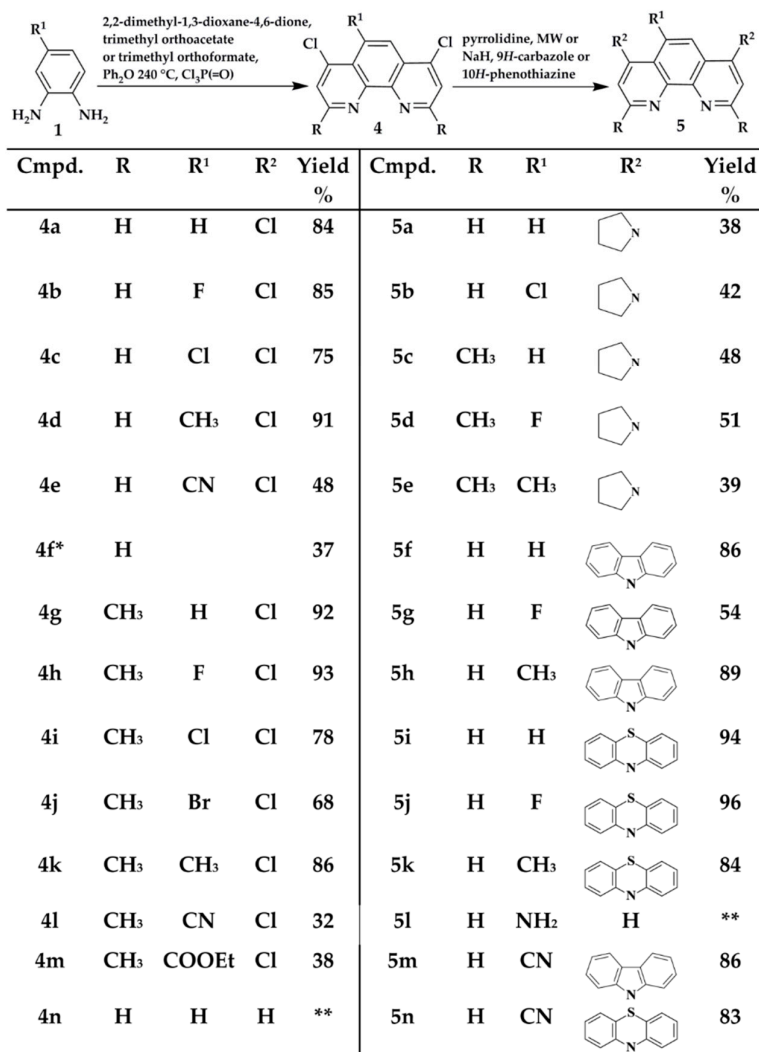 R¹
H₂N
NH₂
1
2,2-dimethyl-1,3-dioxane-4,6-dione,
trimethyl orthoacetate
or trimethyl orthoformate,
Ph₂O 240 °C, Cl₃P(=O)
Cl R¹ Cl
N N
R R
4
pyrrolidine, MW or
NaH, 9H-carbazole or
10H-phenothiazine
R² R¹ R²
N N
R R
5
Cmpd. R R¹ R² Yield % Cmpd. R R¹ R² Yield %
4a H H Cl 84 5a H H N 38
4b H F Cl 85 5b H Cl N 42
4c H Cl Cl 75 5c CH₃ H N 48
4d H CH₃ Cl 91 5d CH₃ F N 51
4e H CN Cl 48 5e CH₃ CH₃ N 39
4f* H 37 5f H H N 86
4g CH₃ H Cl 92 5g H F N 54
4h CH₃ F Cl 93 5h H CH₃ N 89
4i CH₃ Cl Cl 78 5i H H S N 94
4j CH₃ Br Cl 68 5j H F S N 96
4k CH₃ CH₃ Cl 86 5k H CH₃ S N 84
4l CH₃ CN Cl 32 5l H NH₂ H **
4m CH₃ COOEt Cl 38 5m H CN N 86
4n H H H ** 5n H CN S N 83